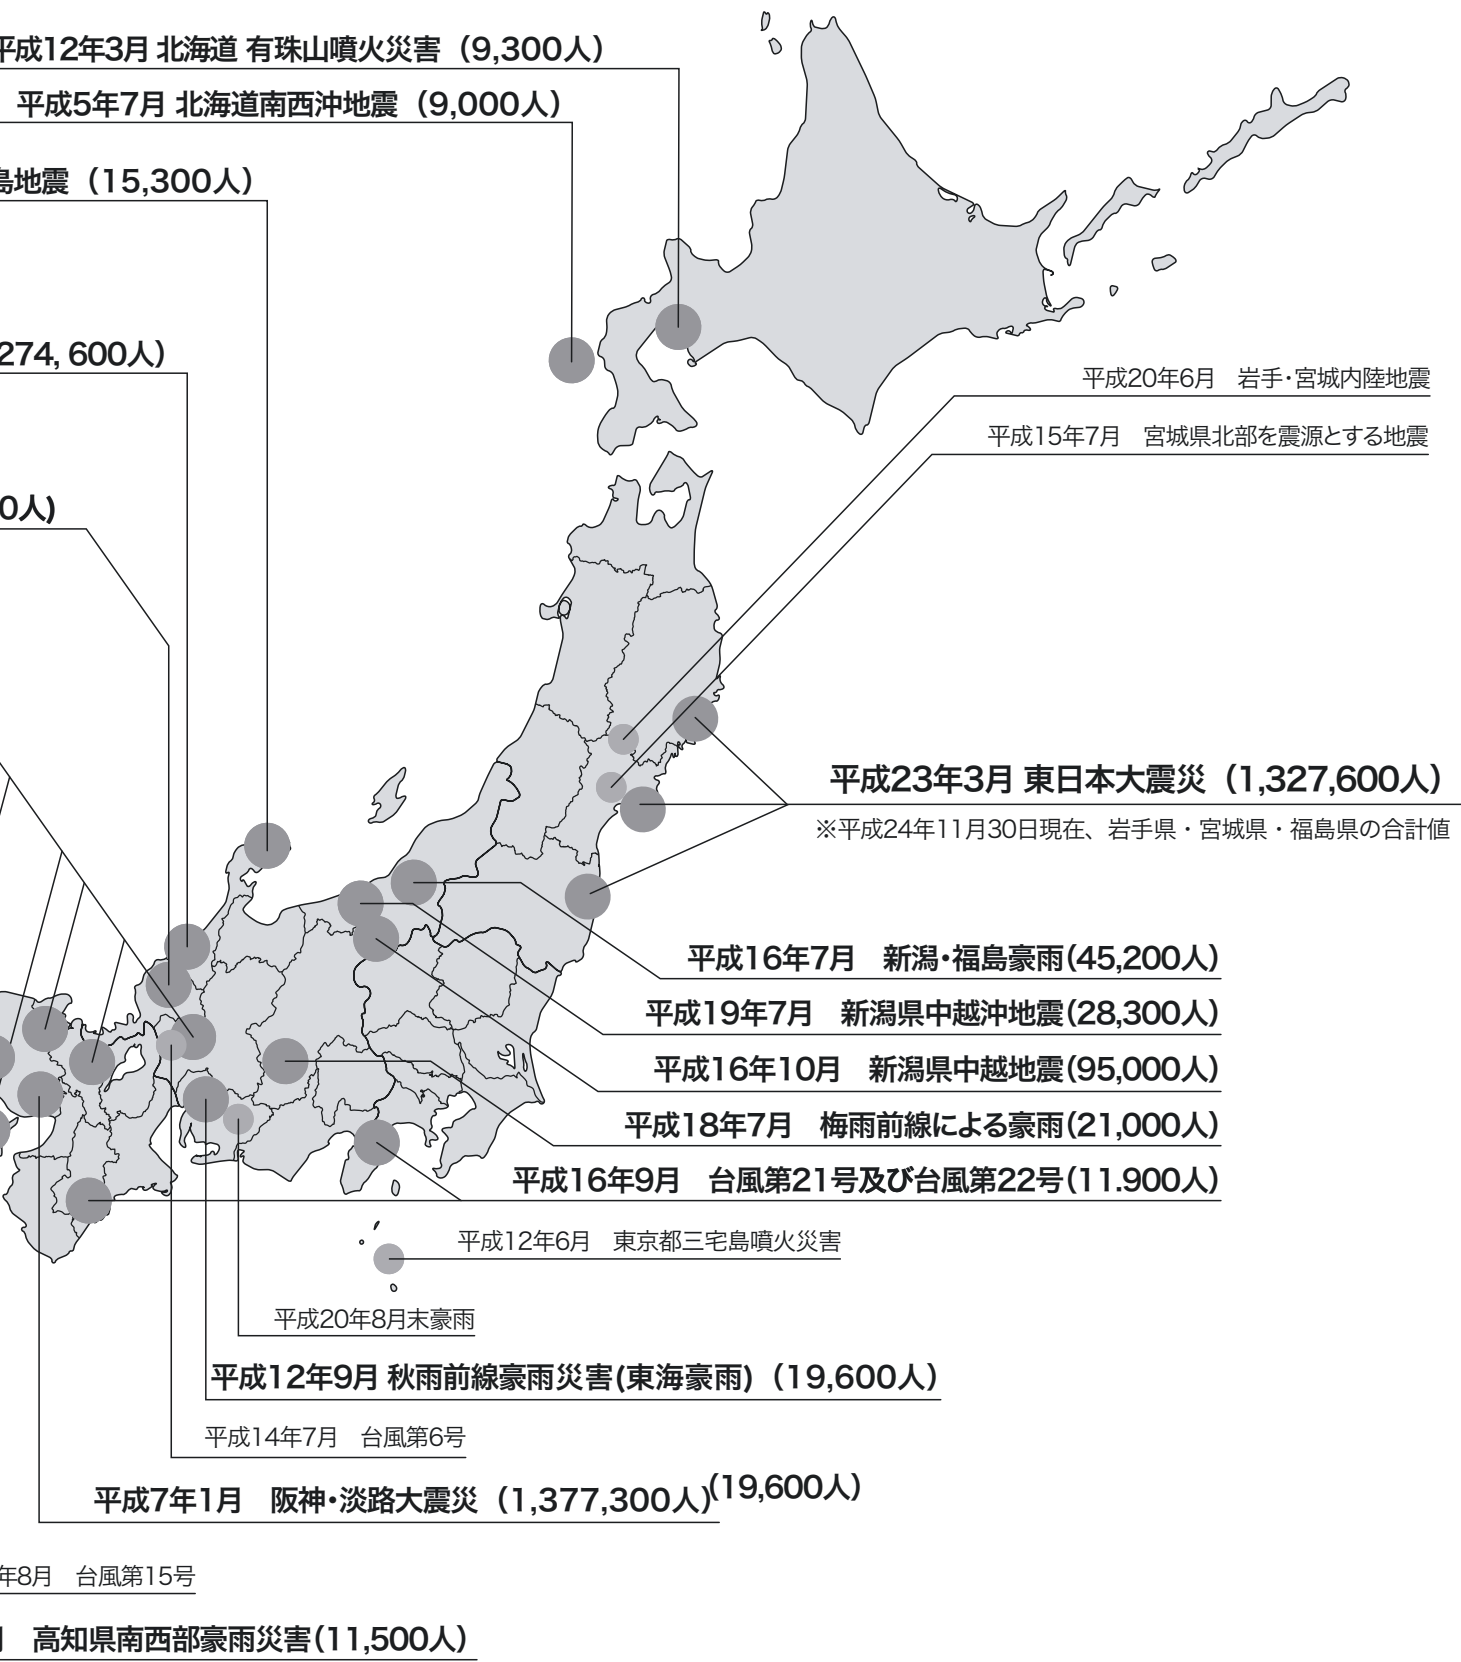 平成12年3月 北海道 有珠山噴火災害（9,300人）
平成5年7月 北海道南西沖地震（9,000人）
島地震（15,300人）
274, 600人）
平成20年6月　岩手・宮城内陸地震
平成15年7月　宮城県北部を震源とする地震
0人)
平成23年3月 東日本大震災（1,327,600人）
※平成24年11月30日現在、岩手県・宮城県・福島県の合計値
平成16年7月　新潟・福島豪雨(45,200人)
平成19年7月　新潟県中越沖地震(28,300人)
平成16年10月　新潟県中越地震(95,000人)
平成18年7月　梅雨前線による豪雨(21,000人)
平成16年9月　台風第21号及び台風第22号(11.900人)
平成12年6月　東京都三宅島噴火災害
平成20年8月末豪雨
平成12年9月 秋雨前線豪雨災害(東海豪雨)（19,600人）
平成14年7月　台風第6号
平成7年1月　阪神・淡路大震災（1,377,300人）
(19,600人)
年8月　台風第15号
月　高知県南西部豪雨災害(11,500人)